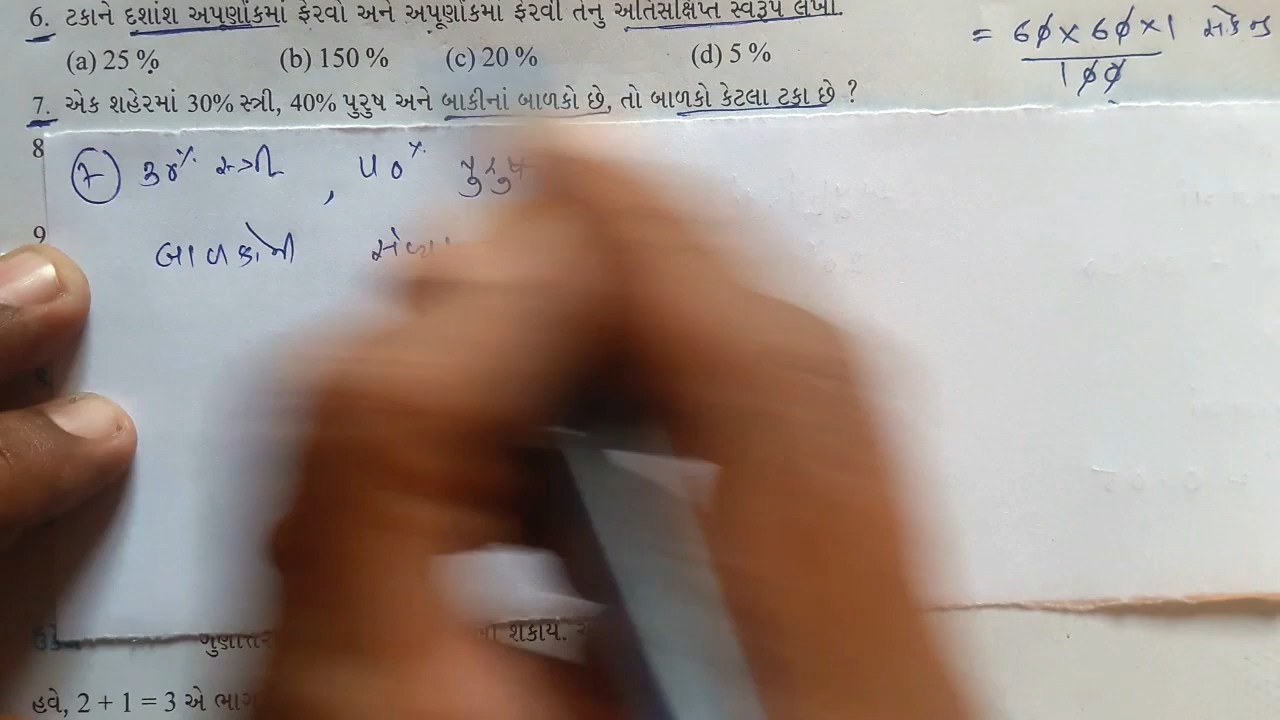 6. ટકાને દશાંશ અપૂર્ણાંકમાં ફેરવો અને અપૂર્ણાંકમાં ફેરવી તેનું અતિસંક્ષિપ્ત સ્વરૂપ લખો.
(a) 25 % (b) 150 % (c) 20 % (d) 5 %
= 60 × 60 × 1 સેકન્ડ
100
7. એક શહેરમાં 30% સ્ત્રી, 40% પુરુષ અને બાકીનાં બાળકો છે, તો બાળકો કેટલા ટકા છે ?
8
7 30% સ્ત્રી , 40% પુરુષ
9
બાળકોની
શકાય.
હવે, 2 + 1 = 3 એ